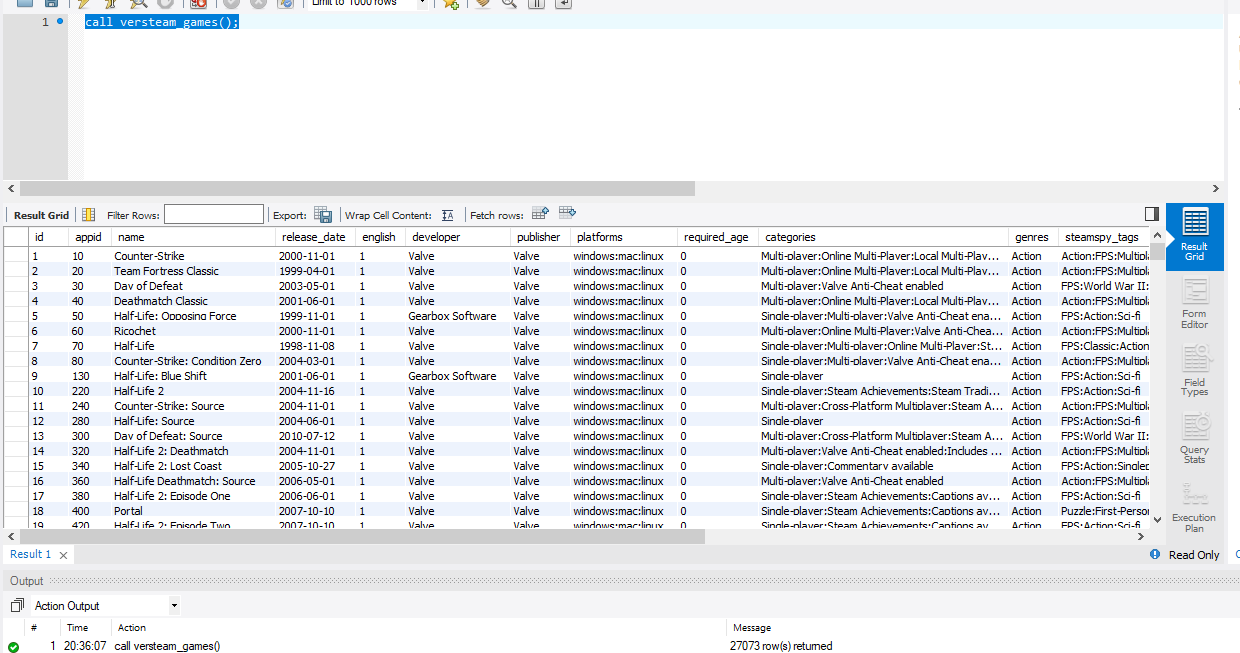 Limit to 1000 rows
1 call versteam_games();
Result Grid Filter Rows: Export: Wrap Cell Content: Fetch rows:
id appid name release_date english developer publisher platforms required_age categories genres steamspy_tags
1 10 Counter-Strike 2000-11-01 1 Valve Valve windows;mac;linux 0 Multi-player;Online Multi-Player;Local Multi-Play... Action Action;FPS;Multipl
2 20 Team Fortress Classic 1999-04-01 1 Valve Valve windows;mac;linux 0 Multi-player;Online Multi-Player;Local Multi-Play... Action Action;FPS;Multipl
3 30 Day of Defeat 2003-05-01 1 Valve Valve windows;mac;linux 0 Multi-player;Valve Anti-Cheat enabled Action FPS;World War II;
4 40 Deathmatch Classic 2001-06-01 1 Valve Valve windows;mac;linux 0 Multi-player;Online Multi-Player;Local Multi-Play... Action Action;FPS;Multipl
5 50 Half-Life: Opposing Force 1999-11-01 1 Gearbox Software Valve windows;mac;linux 0 Single-player;Multi-player;Valve Anti-Cheat ena... Action FPS;Action;Sci-fi
6 60 Ricochet 2000-11-01 1 Valve Valve windows;mac;linux 0 Multi-player;Online Multi-Player;Valve Anti-Chea... Action Action;FPS;Multipl
7 70 Half-Life 1998-11-08 1 Valve Valve windows;mac;linux 0 Single-player;Multi-player;Online Multi-Player;St... Action FPS;Classic;Action
8 80 Counter-Strike: Condition Zero 2004-03-01 1 Valve Valve windows;mac;linux 0 Single-player;Multi-player;Valve Anti-Cheat ena... Action Action;FPS;Multipl
9 130 Half-Life: Blue Shift 2001-06-01 1 Gearbox Software Valve windows;mac;linux 0 Single-player Action FPS;Action;Sci-fi
10 220 Half-Life 2 2004-11-16 1 Valve Valve windows;mac;linux 0 Single-player;Steam Achievements;Steam Tradi... Action FPS;Action;Sci-fi
11 240 Counter-Strike: Source 2004-11-01 1 Valve Valve windows;mac;linux 0 Multi-player;Cross-Platform Multiplayer;Steam A... Action Action;FPS;Multipl
12 280 Half-Life: Source 2004-06-01 1 Valve Valve windows;mac;linux 0 Single-player Action FPS;Action;Sci-fi
13 300 Day of Defeat: Source 2010-07-12 1 Valve Valve windows;mac;linux 0 Multi-player;Cross-Platform Multiplayer;Steam A... Action FPS;World War II;
14 320 Half-Life 2: Deathmatch 2004-11-01 1 Valve Valve windows;mac;linux 0 Multi-player;Valve Anti-Cheat enabled;Includes ... Action Action;FPS;Multipl
15 340 Half-Life 2: Lost Coast 2005-10-27 1 Valve Valve windows;mac;linux 0 Single-player;Commentary available Action FPS;Action;Single
16 360 Half-Life Deathmatch: Source 2006-05-01 1 Valve Valve windows;mac;linux 0 Multi-player;Valve Anti-Cheat enabled Action Action;FPS;Multipl
17 380 Half-Life 2: Episode One 2006-06-01 1 Valve Valve windows;mac;linux 0 Single-player;Steam Achievements;Captions av... Action FPS;Action;Sci-fi
18 400 Portal 2007-10-10 1 Valve Valve windows;mac;linux 0 Single-player;Steam Achievements;Captions av... Action Puzzle;First-Person
19 420 Half-Life 2: Episode Two 2007-10-10 1 Valve Valve windows;mac;linux 0 Single-player;Steam Achievements;Captions av... Action FPS;Action;Sci-fi
Result
Grid
Form
Editor
Field
Types
Query
Stats
Execution
Plan
Result 1 Read Only
Output
Action Output
# Time Action Message
1 20:36:07 call versteam_games() 27073 row(s) returned